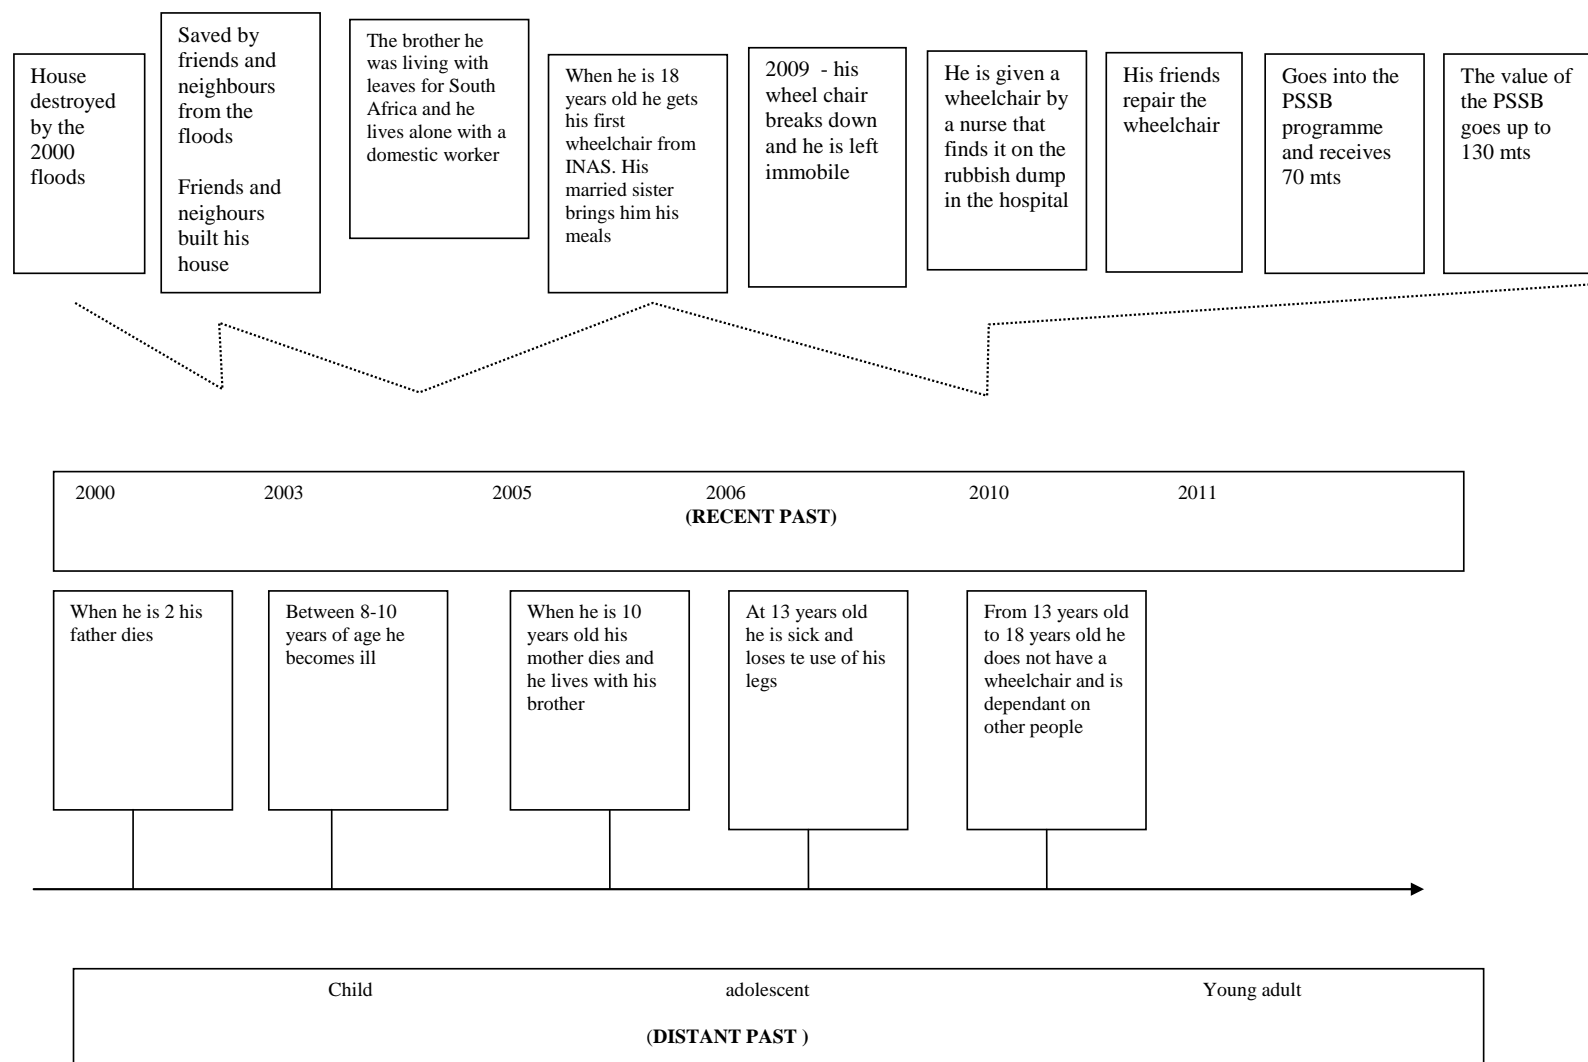 House
destroyed
by the
2000
floods
Saved by
friends and
neighbours
from the
floods
Friends and
neighours
built his
house
The brother he
was living with
leaves for South
Africa and he
lives alone with a
domestic worker
When he is 18
years old he gets
his first
wheelchair from
INAS. His
married sister
brings him his
meals
2009  - his
wheel chair
breaks down
and he is left
immobile
He is given a
wheelchair by
a nurse that
finds it on the
rubbish dump
in the hospital
His friends
repair the
wheelchair
Goes into the
PSSB
programme
and receives
70 mts
The value of
the PSSB
goes up to
130 mts
2000 2003 2005 2006 2010 2011
(RECENT PAST)
When he is 2 his
father dies
Between 8-10
years of age he
becomes ill
When he is 10
years old his
mother dies and
he lives with his
brother
At 13 years old
he is sick and
loses te use of his
legs
From 13 years old
to 18 years old he
does not have a
wheelchair and is
dependant on
other people
Child adolescent Young adult
(DISTANT PAST )